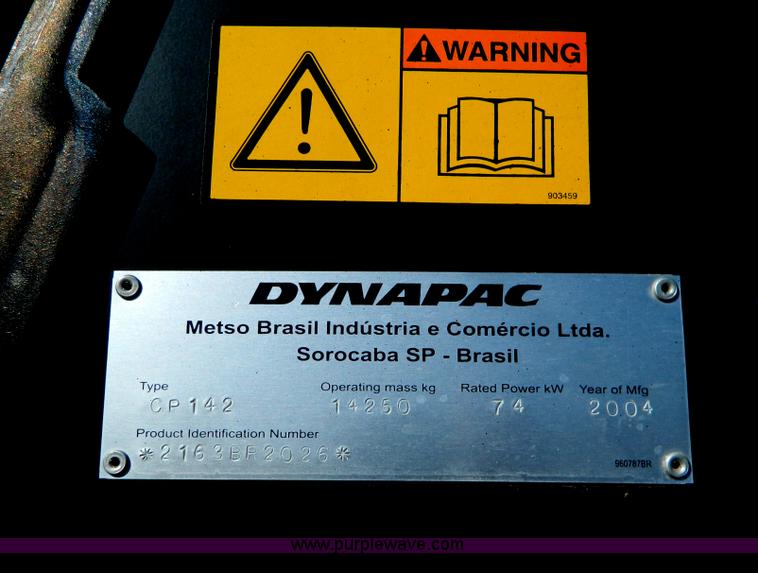 WARNING
903459
DYNAPAC
Metso Brasil Indústria e Comércio Ltda.
Sorocaba SP - Brasil
Type Operating mass kg Rated Power kW Year of Mfg
CP142 14250 74 2004
Product Identification Number
*2163BR2026*
960787BR
www.purplewave.com